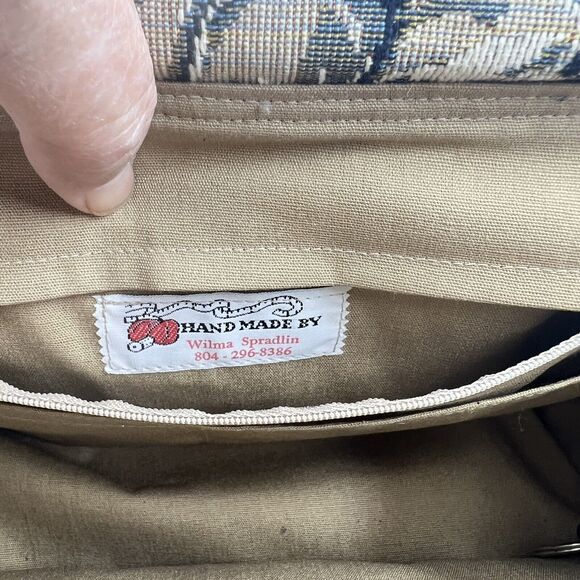 HAND MADE BY
Wilma Spradlin
804 - 296-8386